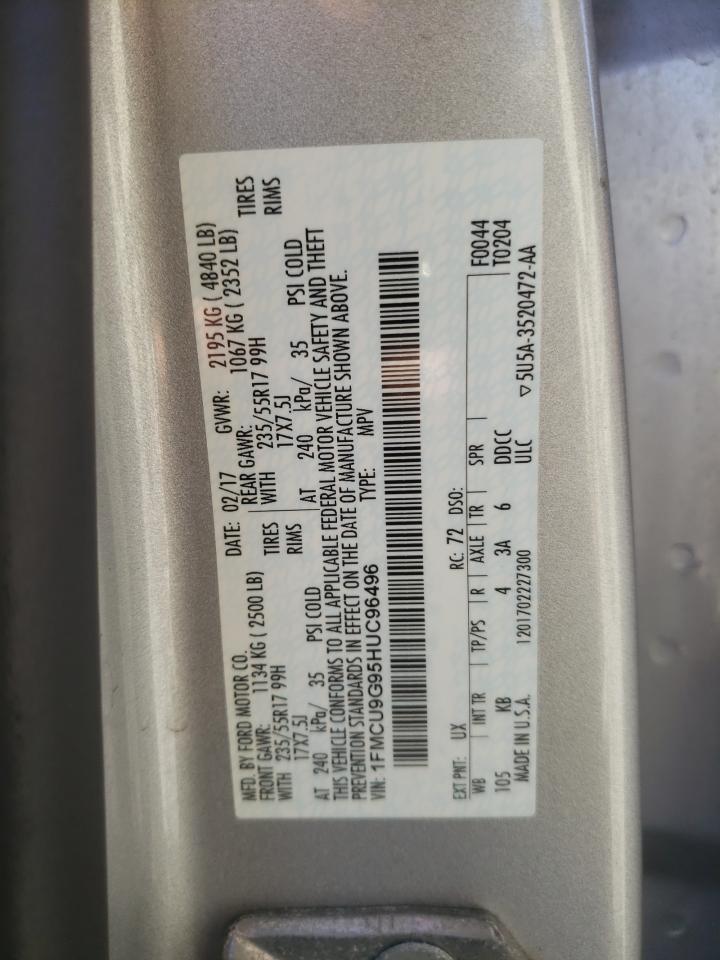 MFD. BY FORD MOTOR CO. DATE: 02/17 GVWR: 2195 KG ( 4840 LB)
FRONT GAWR: 1134 KG ( 2500 LB) REAR GAWR: 1067 KG ( 2352 LB)
WITH 235/55R17 99H TIRES WITH 235/55R17 99H TIRES
17X7.5J RIMS 17X7.5J RIMS
AT 240 kPa/ 35 PSI COLD AT 240 kPa/ 35 PSI COLD
THIS VEHICLE CONFORMS TO ALL APPLICABLE FEDERAL MOTOR VEHICLE SAFETY AND THEFT
PREVENTION STANDARDS IN EFFECT ON THE DATE OF MANUFACTURE SHOWN ABOVE.
VIN: 1FMCU9G95HUC96496 TYPE: MPV
EXT PNT: UX RC: 72 DSO:
WB INT TR TP/PS R AXLE TR SPR F0044
105 KB 4 3A 6 DDCC T0204
MADE IN U.S.A. 1201702227300 ULC ▽5U5A-3520472-AA